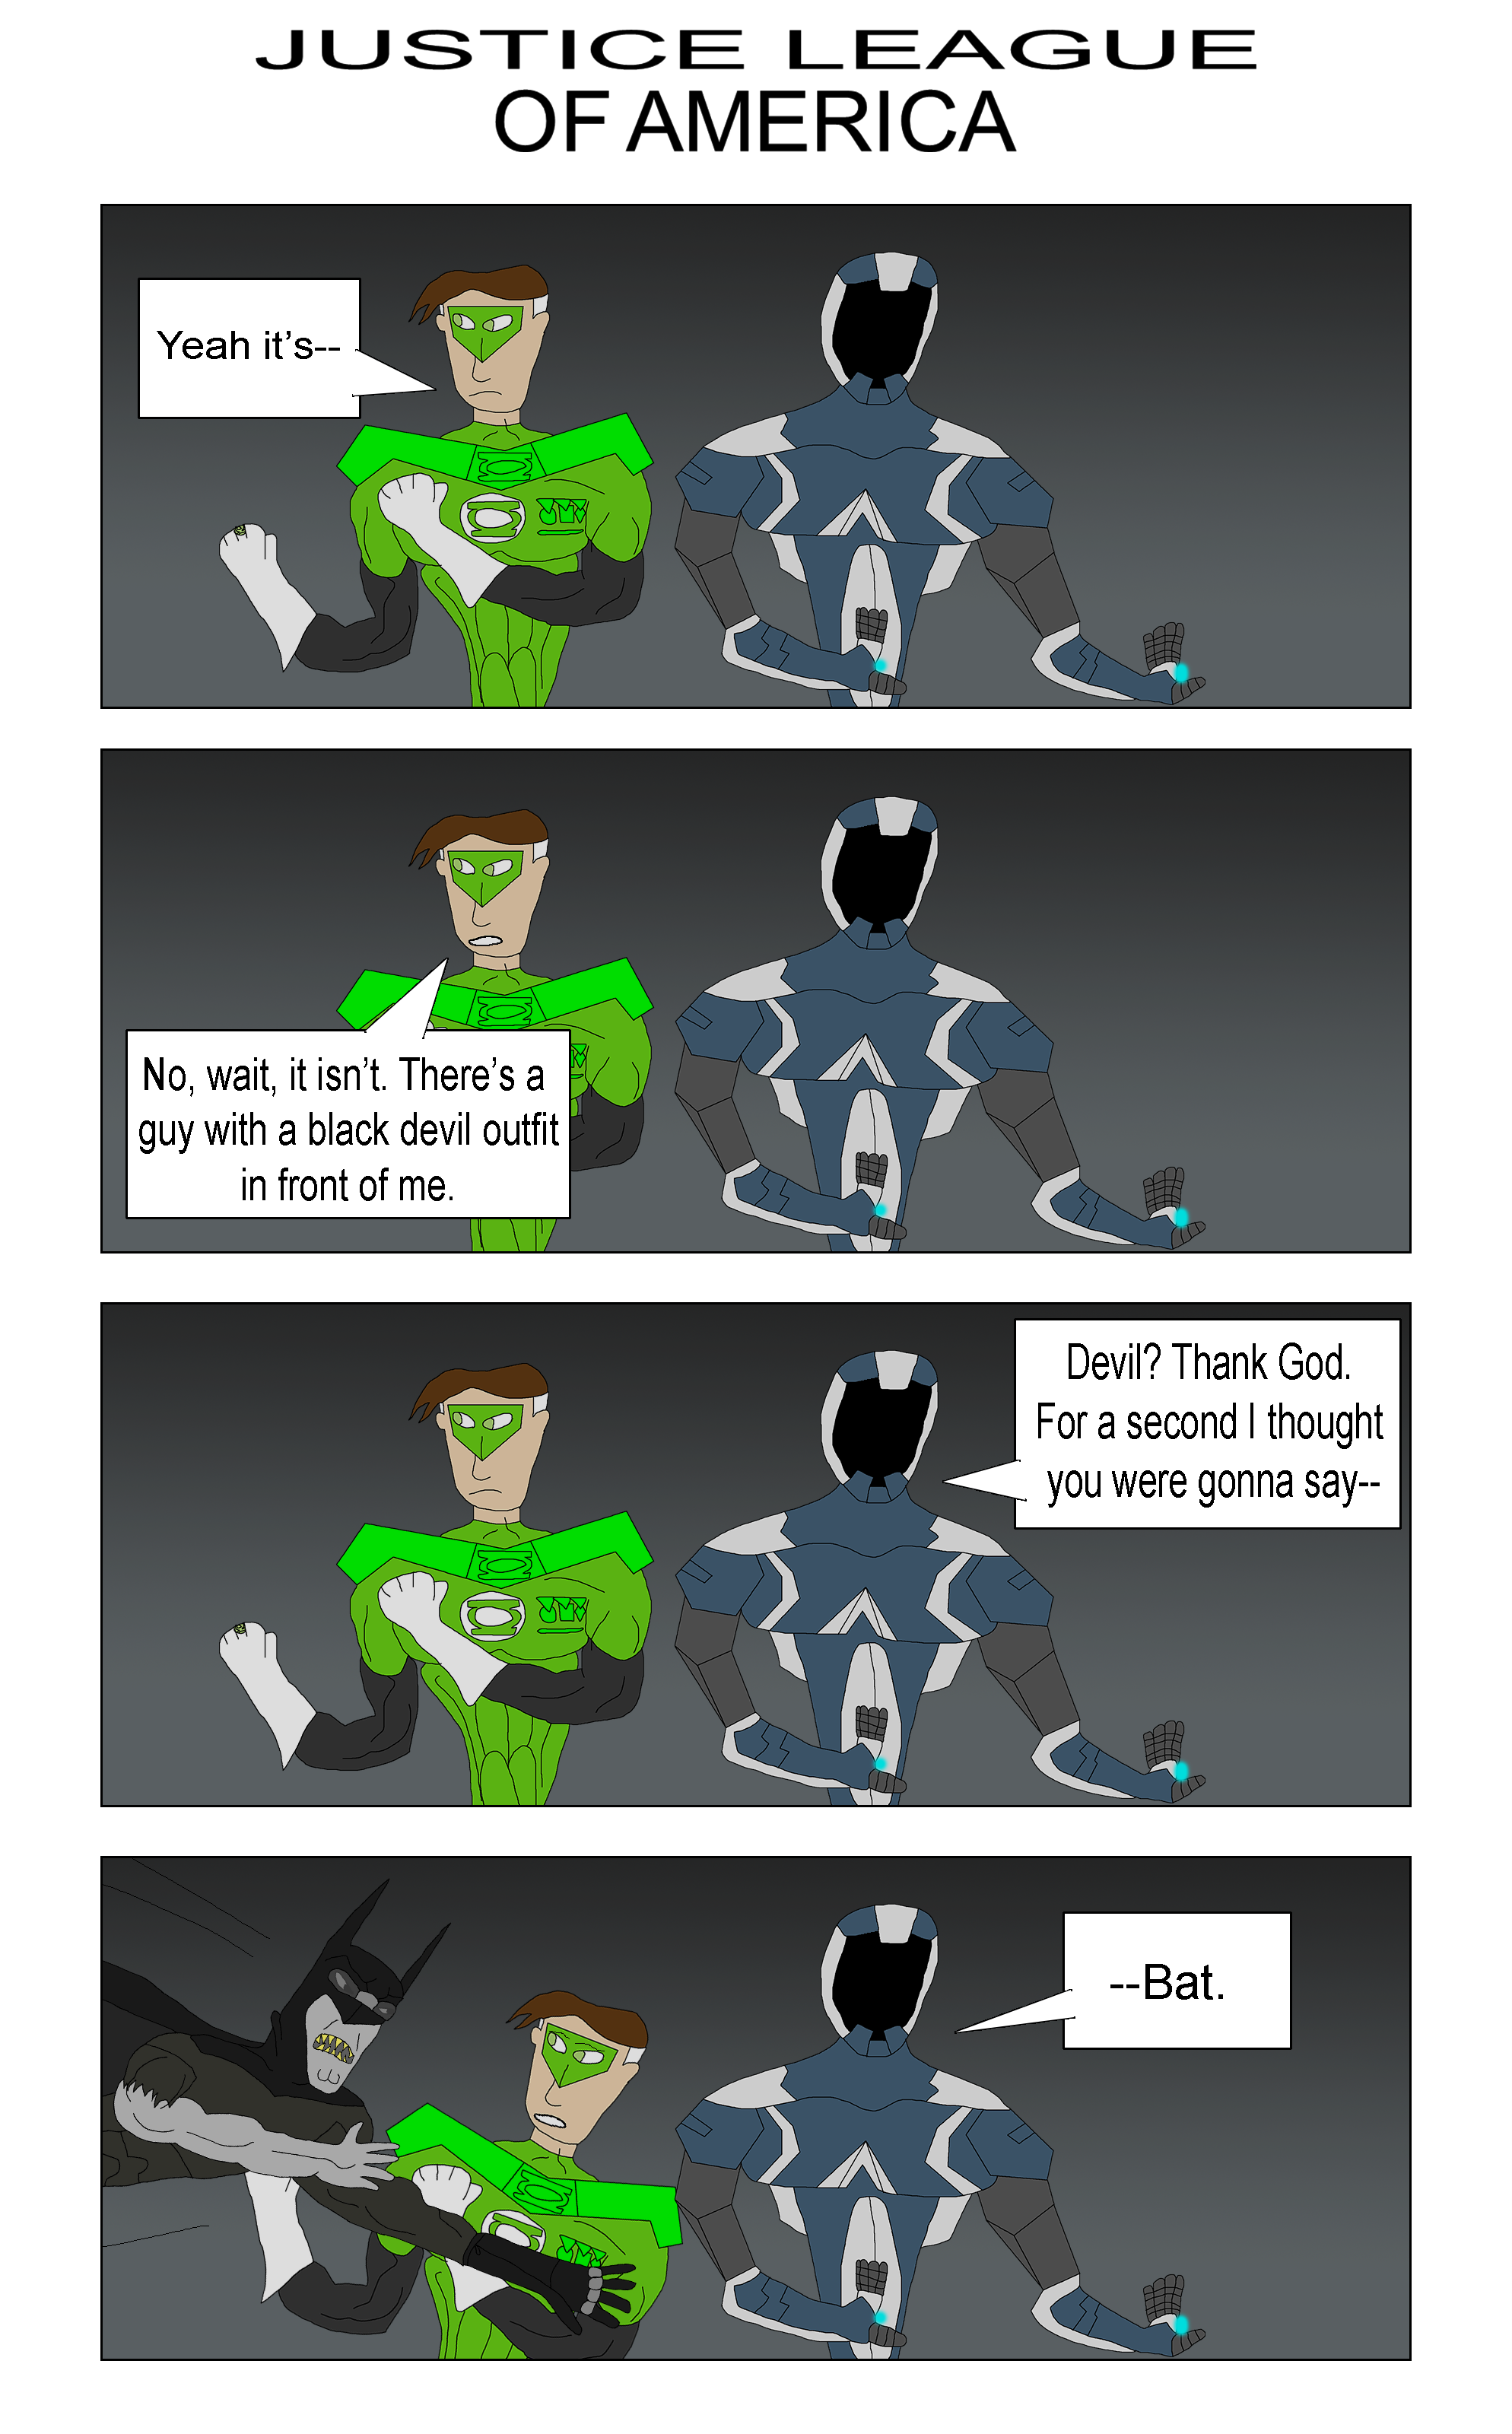 JUSTICE LEAGUE
OF AMERICA
Yeah it's--
No, wait, it isn't. There's a
guy with a black devil outfit
in front of me.
Devil? Thank God.
For a second I thought
you were gonna say--
--Bat.